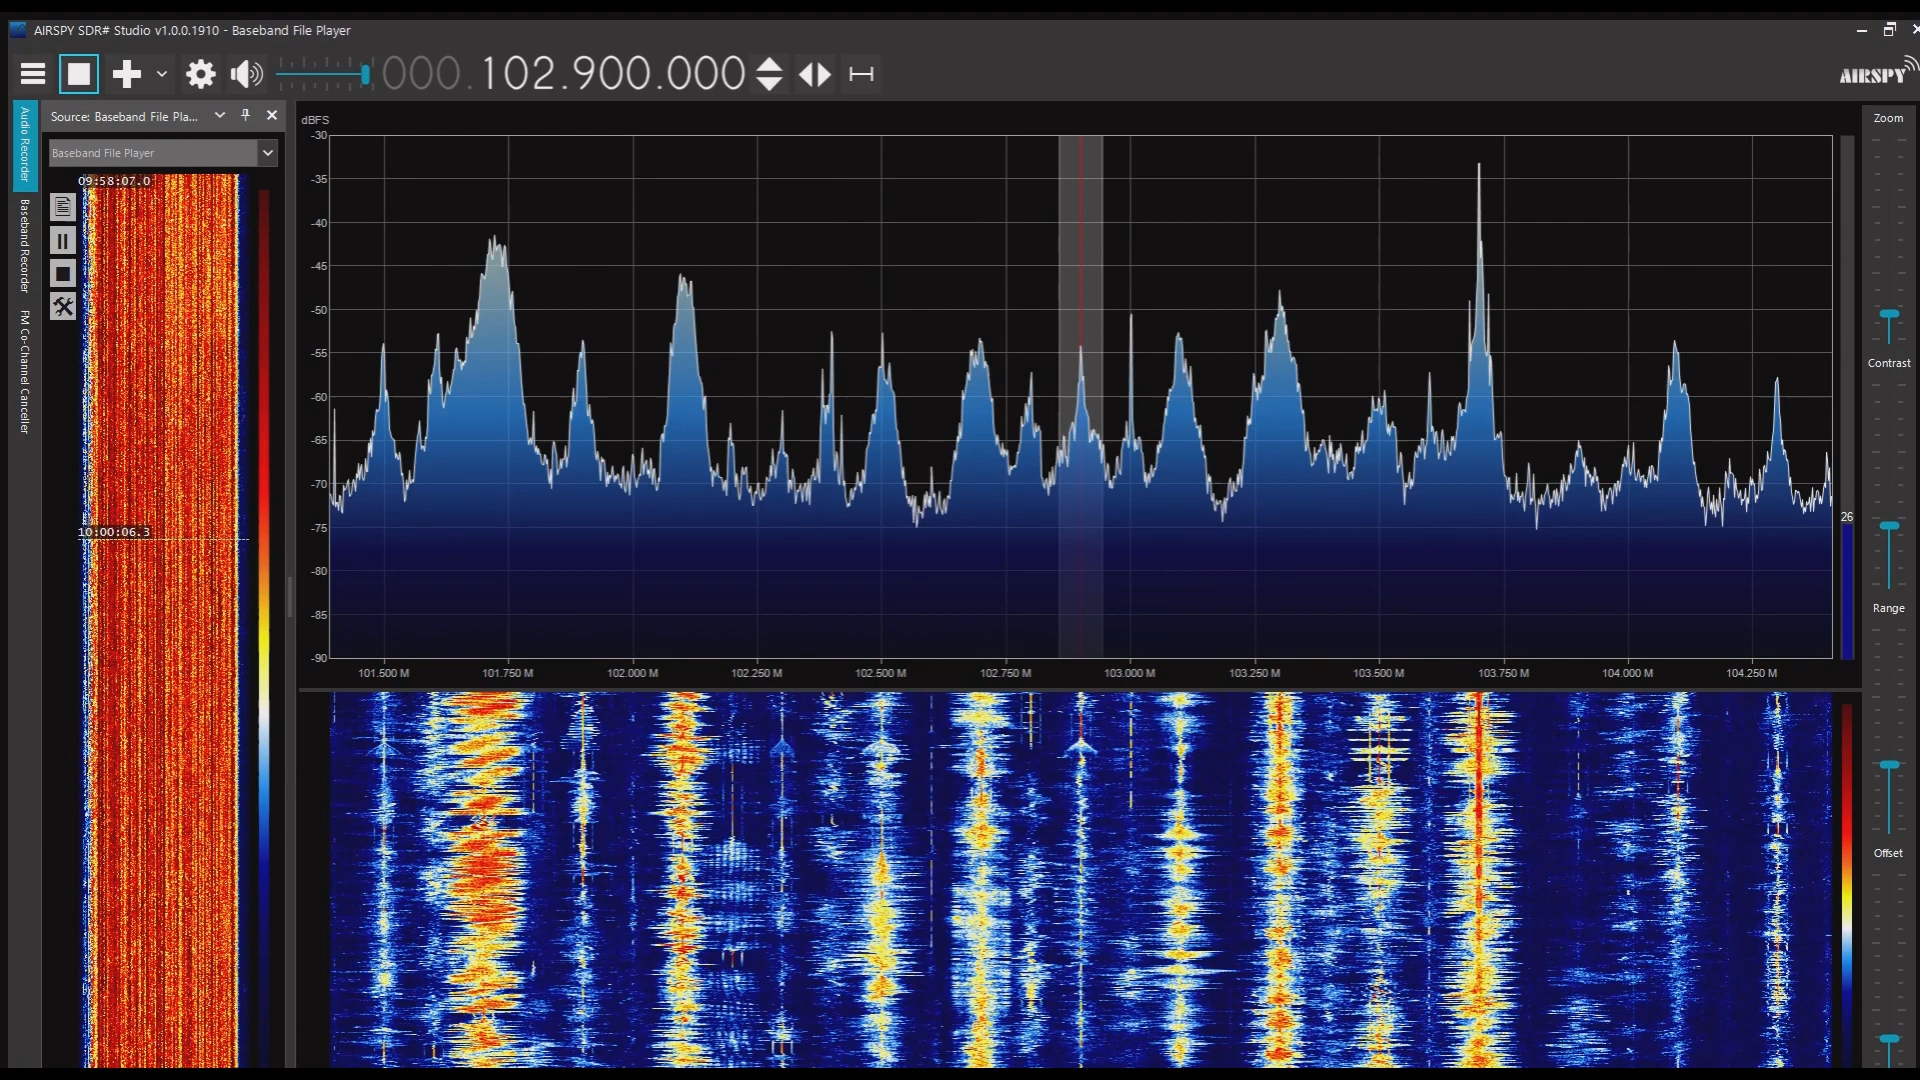 AIRSPY SDR# Studio v1.0.0.1910 - Baseband File Player
000.102.900.000
AIRSPY
Audio Recorder
Baseband Recorder
FM Co-Channel Canceller
Source: Baseband File Pla...
Baseband File Player
09:58:07.0
10:00:06.3
dBFS
-30
-35
-40
-45
-50
-55
-60
-65
-70
-75
-80
-85
-90
101.500 M
101.750 M
102.000 M
102.250 M
102.500 M
102.750 M
103.000 M
103.250 M
103.500 M
103.750 M
104.000 M
104.250 M
26
Zoom
Contrast
Range
Offset